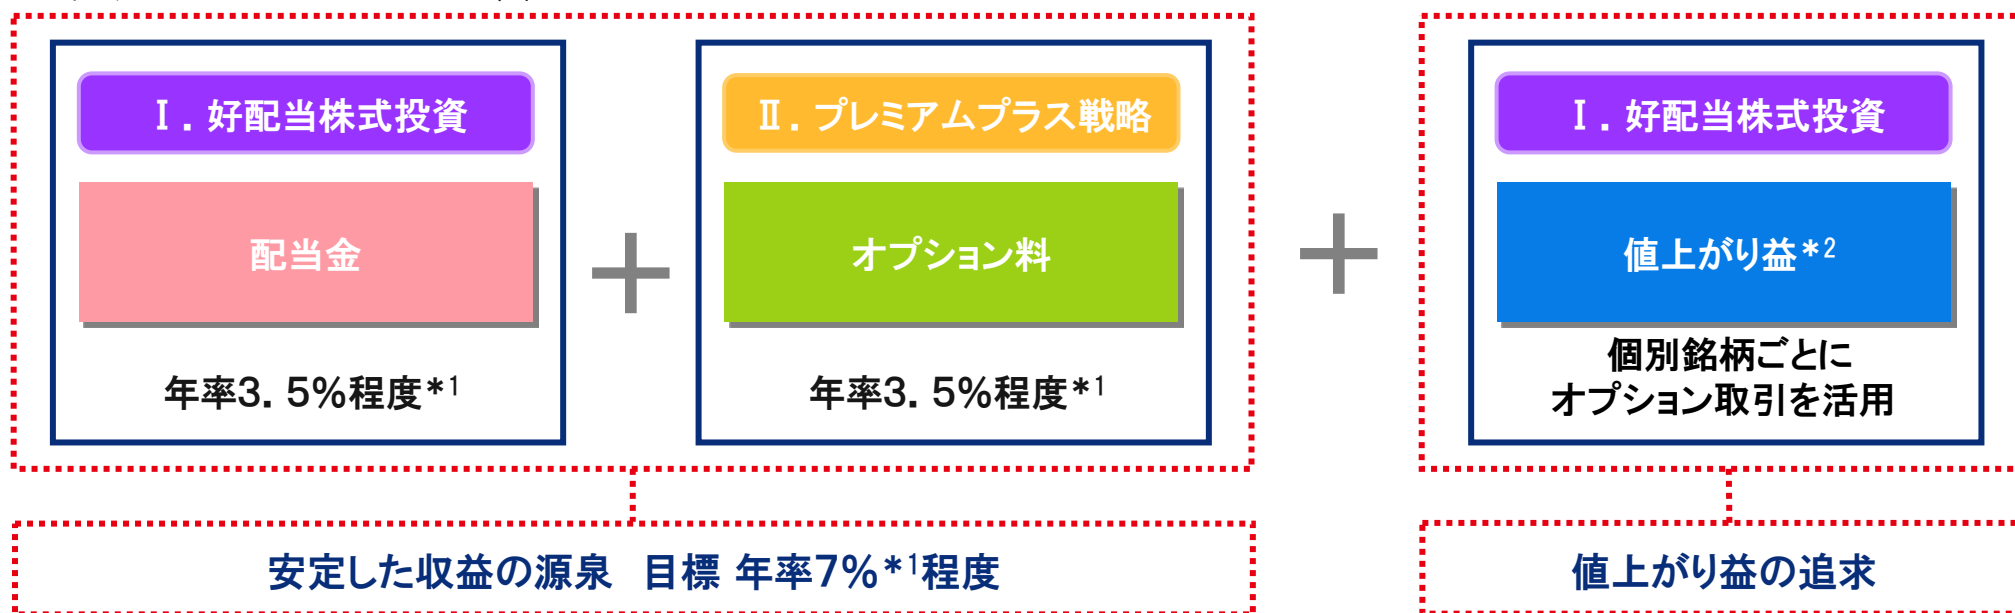 Ⅰ．好配当株式投資
配当金
年率3．5%程度*1
＋
Ⅱ．プレミアムプラス戦略
オプション料
年率3．5%程度*1
＋
Ⅰ．好配当株式投資
値上がり益*2
個別銘柄ごとに
オプション取引を活用
安定した収益の源泉　目標 年率7%*1程度
値上がり益の追求